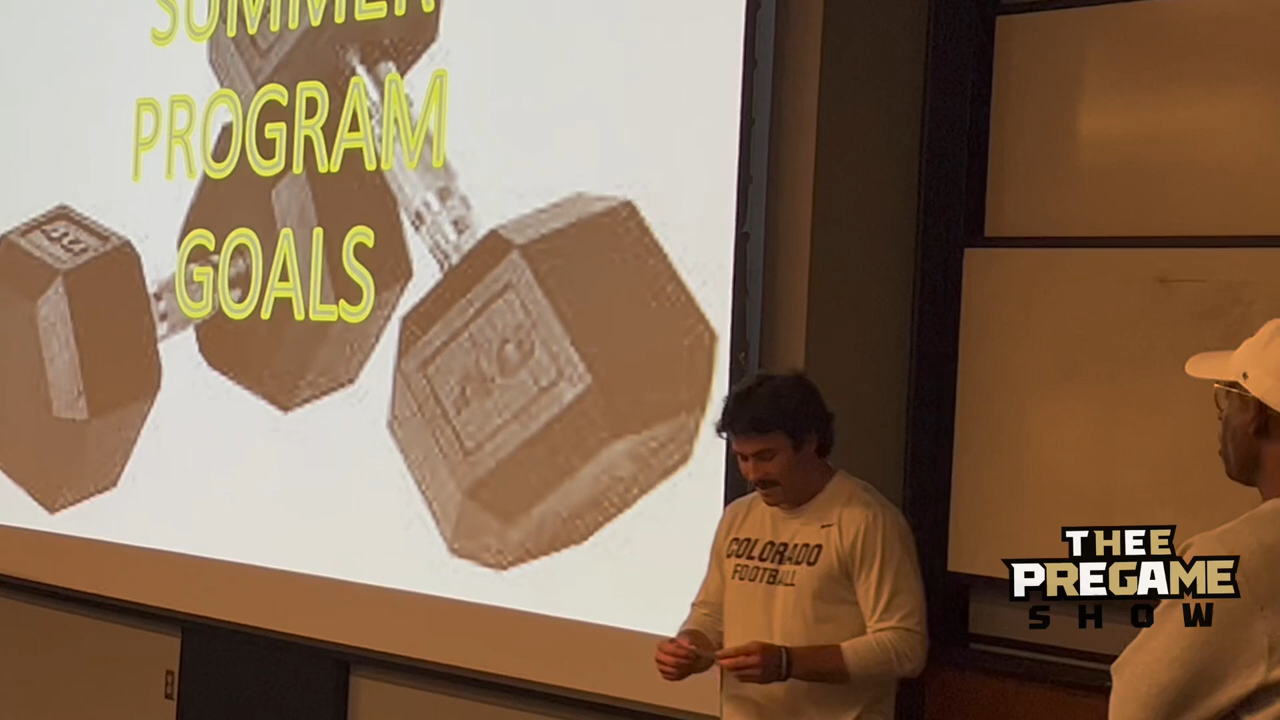 SUMMER
PROGRAM
GOALS
COLORADO
FOOTBALL
THEE
PREGAME
SHOW